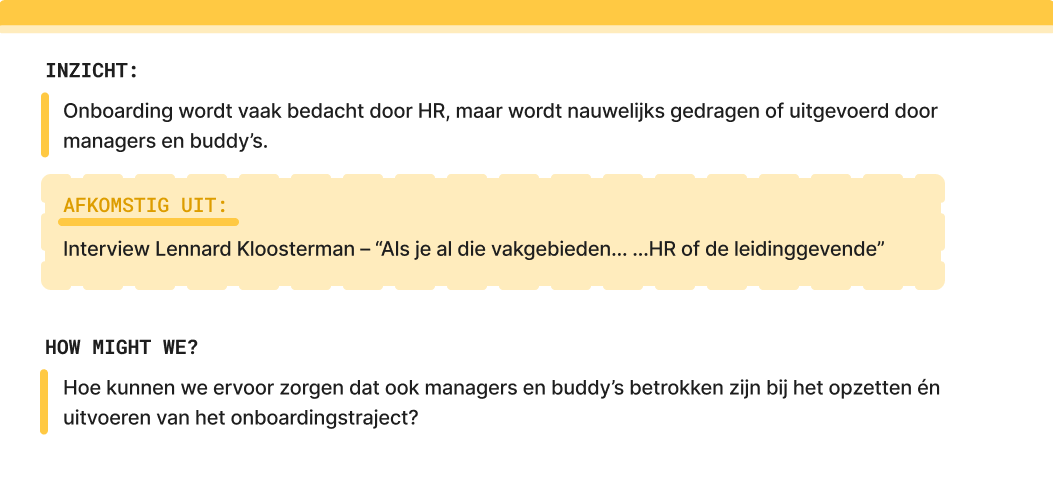 INZICHT:
Onboarding wordt vaak bedacht door HR, maar wordt nauwelijks gedragen of uitgevoerd door
managers en buddy’s.
AFKOMSTIG UIT:
Interview Lennard Kloosterman – “Als je al die vakgebieden... ...HR of de leidinggevende”
HOW MIGHT WE?
Hoe kunnen we ervoor zorgen dat ook managers en buddy’s betrokken zijn bij het opzetten én
uitvoeren van het onboardingstraject?